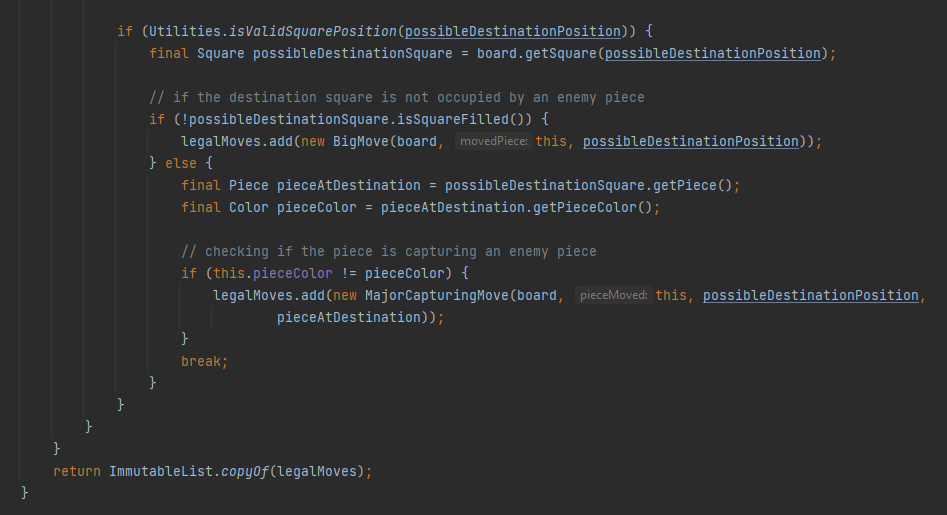 if (Utilities.isValidSquarePosition(possibleDestinationPosition)) {
final Square possibleDestinationSquare = board.getSquare(possibleDestinationPosition);
// if the destination square is not occupied by an enemy piece
if (!possibleDestinationSquare.isSquareFilled()) {
legalMoves.add(new BigMove(board, movedPiece: this, possibleDestinationPosition));
} else {
final Piece pieceAtDestination = possibleDestinationSquare.getPiece();
final Color pieceColor = pieceAtDestination.getPieceColor();
// checking if the piece is capturing an enemy piece
if (this.pieceColor != pieceColor) {
legalMoves.add(new MajorCapturingMove(board, pieceMoved: this, possibleDestinationPosition,
pieceAtDestination));
}
break;
}
}
}
}
return ImmutableList.copyOf(legalMoves);
}